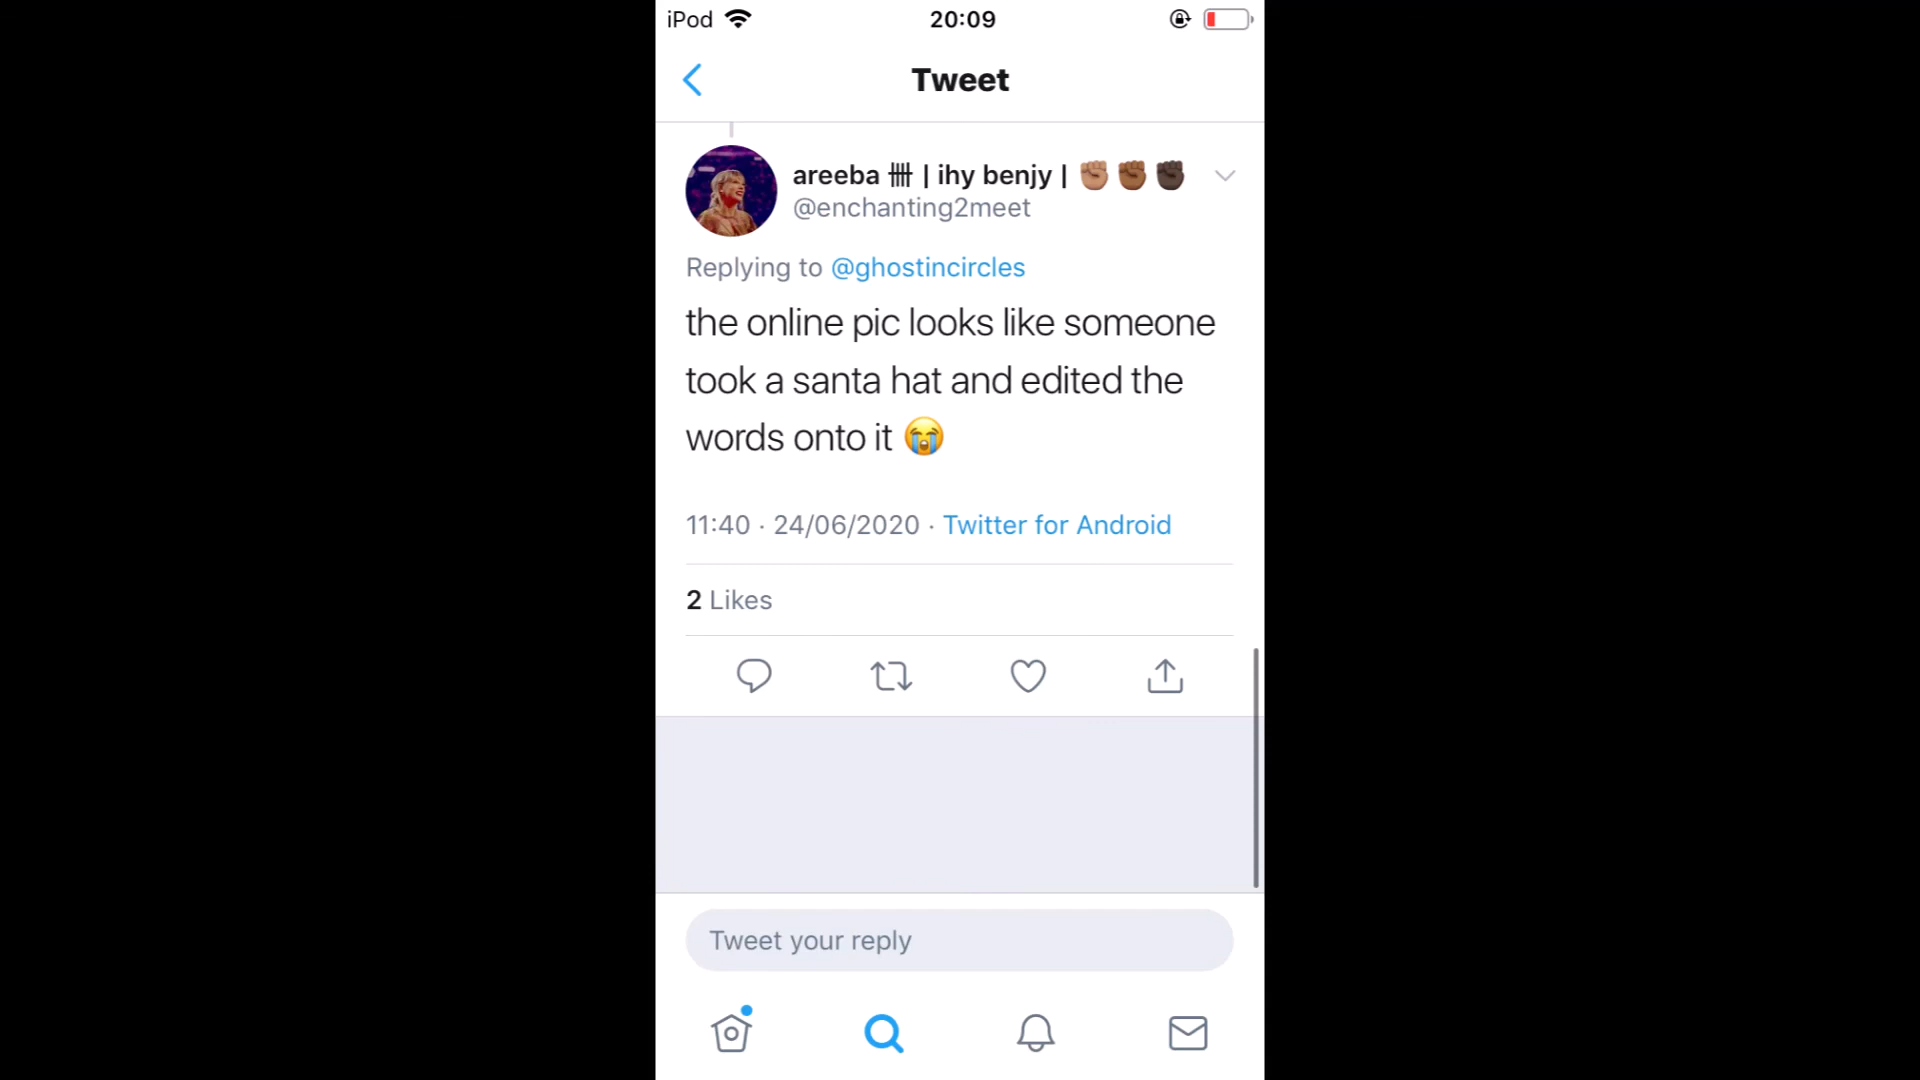 iPod 20:09
Tweet
areeba 卌 | ihy benjy | ✊🏽✊🏾✊🏿
@enchanting2meet
Replying to @ghostincircles
the online pic looks like someone
took a santa hat and edited the
words onto it 😭
11:40 · 24/06/2020 · Twitter for Android
2 Likes
Tweet your reply